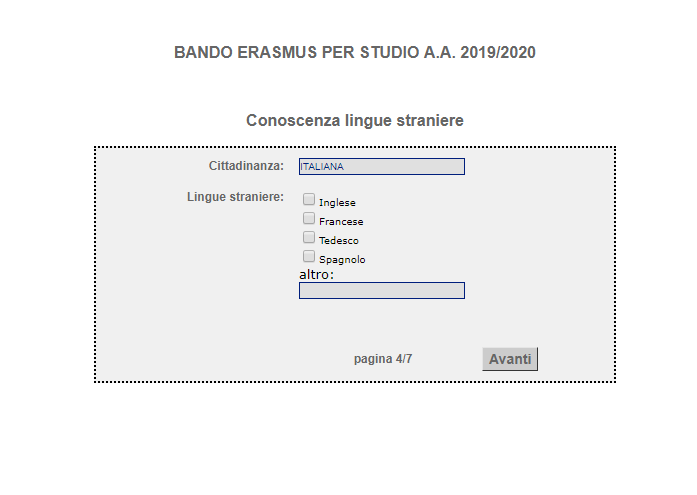 BANDO ERASMUS PER STUDIO A.A. 2019/2020
Conoscenza lingue straniere
Cittadinanza: ITALIANA
Lingue straniere:
Inglese
Francese
Tedesco
Spagnolo
altro:
pagina 4/7 Avanti